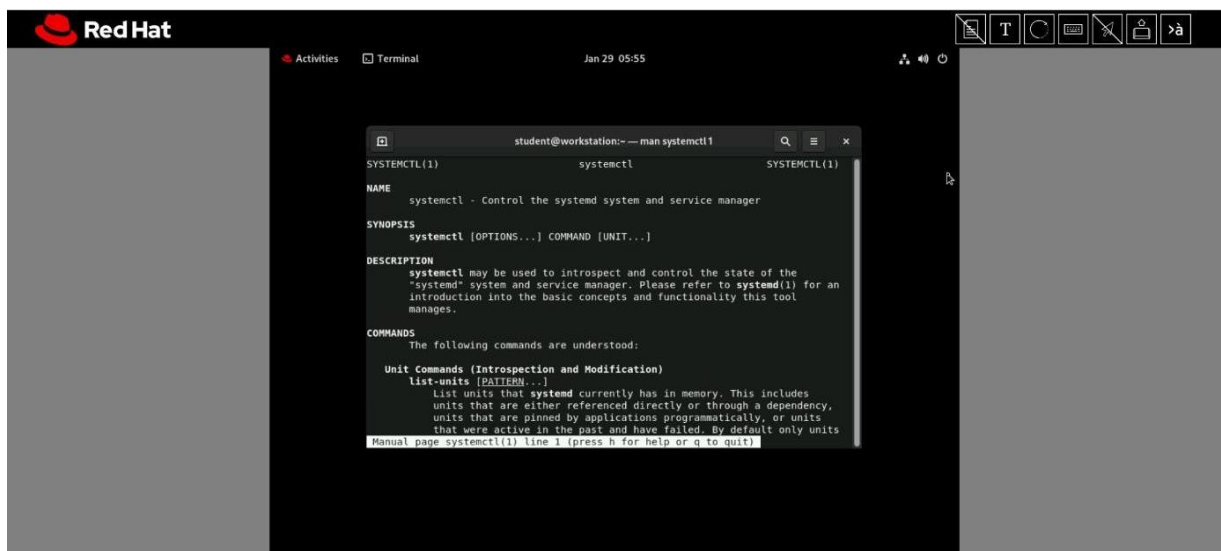 Red Hat
T
>à
Activities Terminal Jan 29 05:55
student@workstation:~ — man systemctl 1
SYSTEMCTL(1) systemctl SYSTEMCTL(1)
NAME
systemctl - Control the systemd system and service manager
SYNOPSIS
systemctl [OPTIONS...] COMMAND [UNIT...]
DESCRIPTION
systemctl may be used to introspect and control the state of the
"systemd" system and service manager. Please refer to systemd(1) for an
introduction into the basic concepts and functionality this tool
manages.
COMMANDS
The following commands are understood:
Unit Commands (Introspection and Modification)
list-units [PATTERN...]
List units that systemd currently has in memory. This includes
units that are either referenced directly or through a dependency,
units that are pinned by applications programmatically, or units
that were active in the past and have failed. By default only units
Manual page systemctl(1) line 1 (press h for help or q to quit)